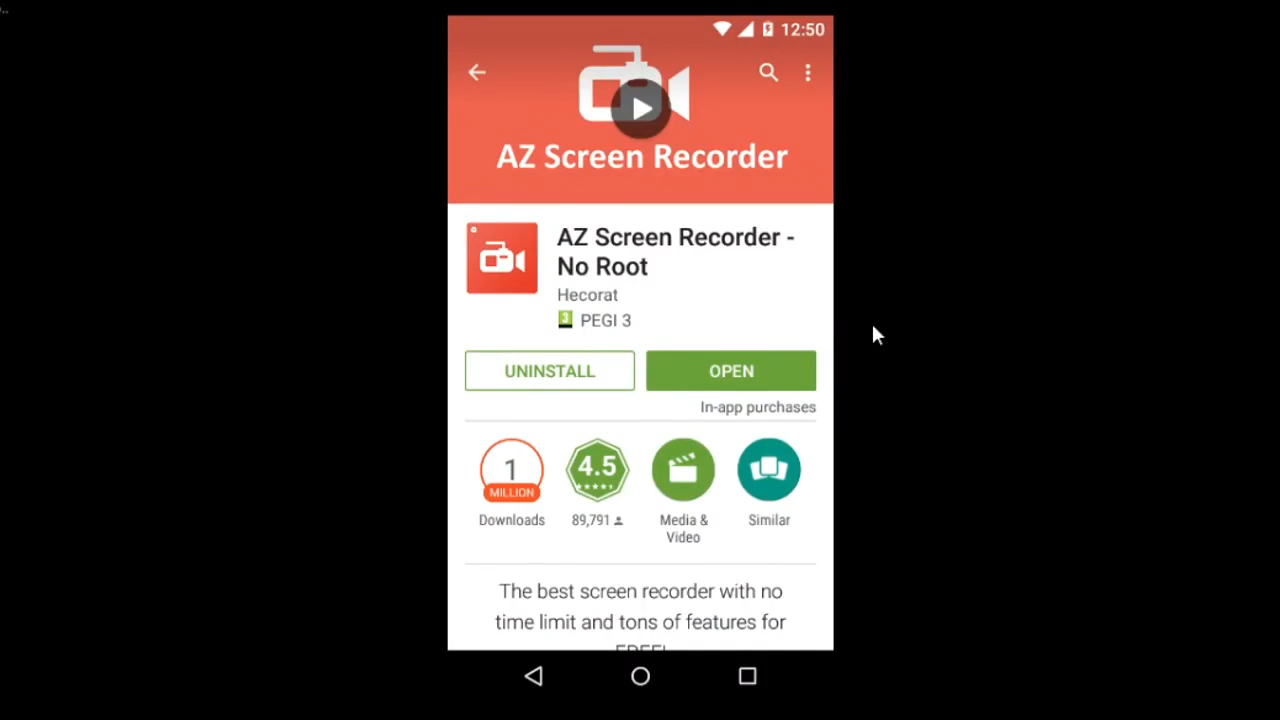 12:50
AZ Screen Recorder
AZ Screen Recorder -
No Root
Hecorat
3 PEGI 3
UNINSTALL OPEN
In-app purchases
1 4.5
MILLION
Downloads 89,791 Media & Similar
Video
The best screen recorder with no
time limit and tons of features for
FREE!